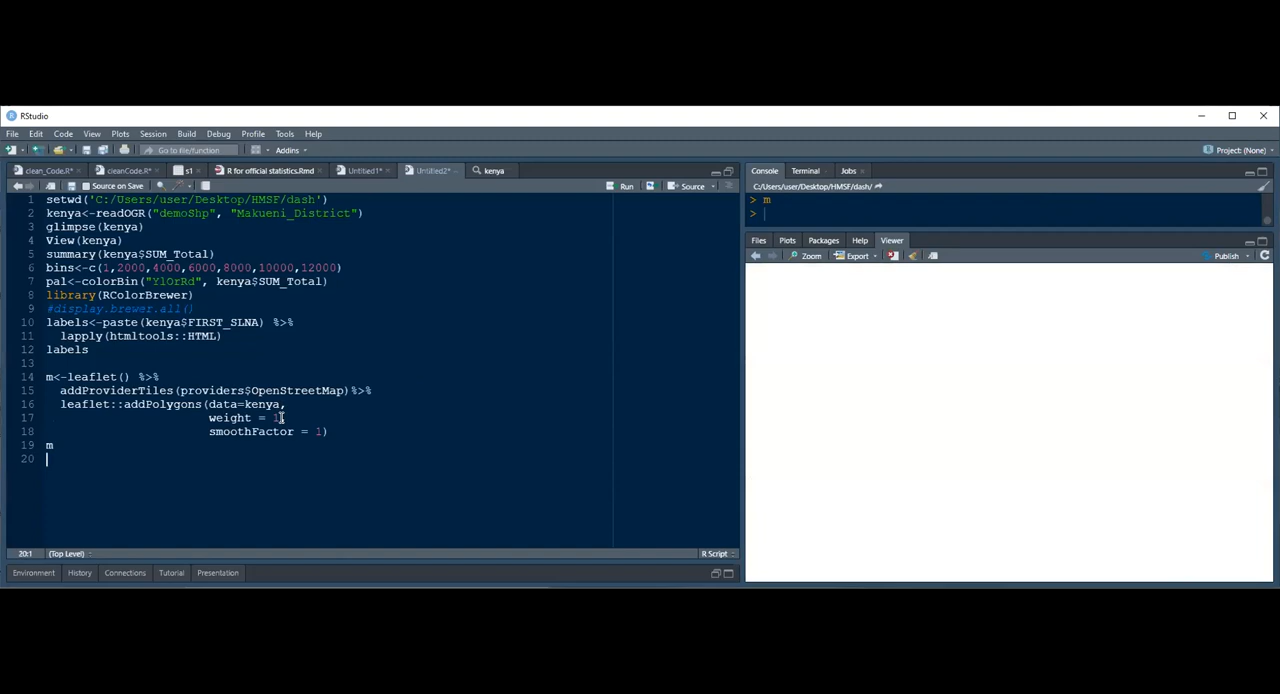 RStudio
File Edit Code View Plots Session Build Debug Profile Tools Help
Go to file/function Addins Project: (None)
clean_Code.R* cleanCode.R* s1 R for official statistics.Rmd Untitled1* Untitled2* kenya
Source on Save Run Source
1 setwd('C:/Users/user/Desktop/HMSF/dash')
2 kenya<-readOGR("demoShp", "Makueni_District")
3 glimpse(kenya)
4 View(kenya)
5 summary(kenya$SUM_Total)
6 bins<-c(1,2000,4000,6000,8000,10000,12000)
7 pal<-colorBin("YlOrRd", kenya$SUM_Total)
8 library(RColorBrewer)
9 #display.brewer.all()
10 labels<-paste(kenya$FIRST_SLNA) %>%
11 lapply(htmltools::HTML)
12 labels
13
14 m<-leaflet() %>%
15 addProviderTiles(providers$OpenStreetMap)%>%
16 leaflet::addPolygons(data=kenya,
17 weight = 1
18 smoothFactor = 1)
19 m
20
20:1 (Top Level) R Script
Environment History Connections Tutorial Presentation
Console Terminal Jobs
C:/Users/user/Desktop/HMSF/dash/
> m
>
Files Plots Packages Help Viewer
Zoom Export Publish